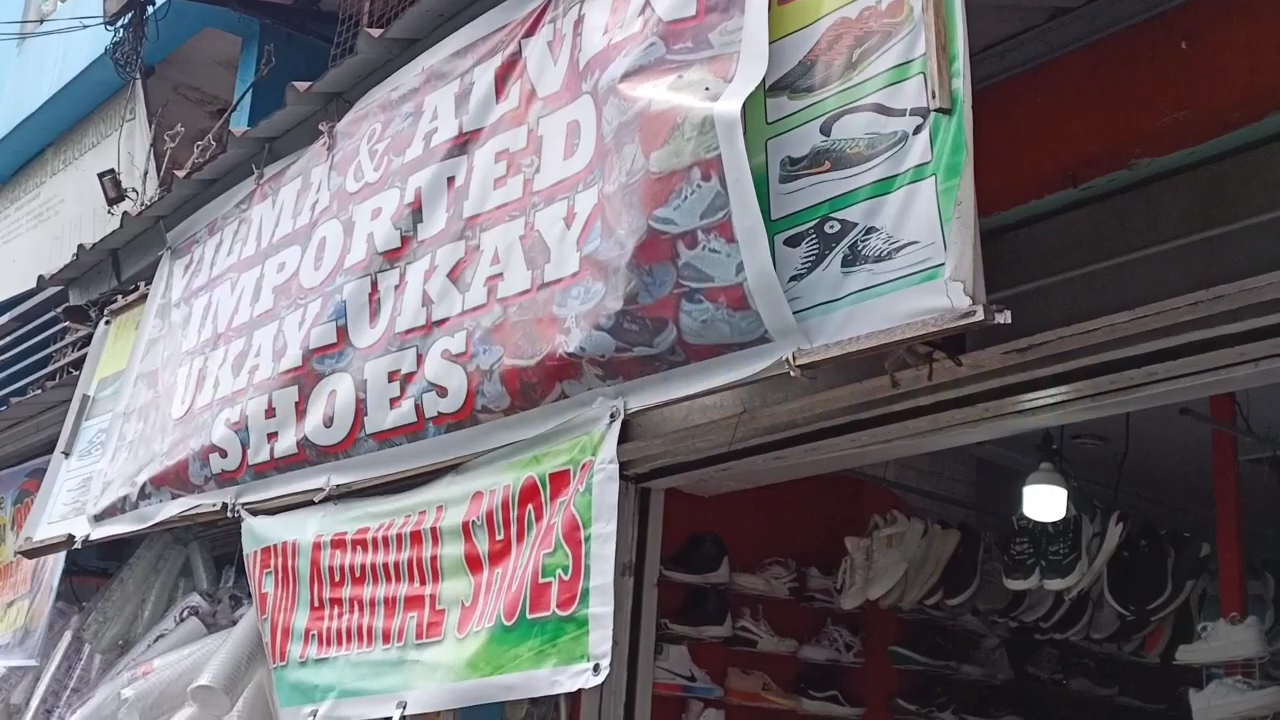 VILMA & ALVIN
IMPORTED
UKAY-UKAY
SHOES
NEW ARRIVAL SHOES